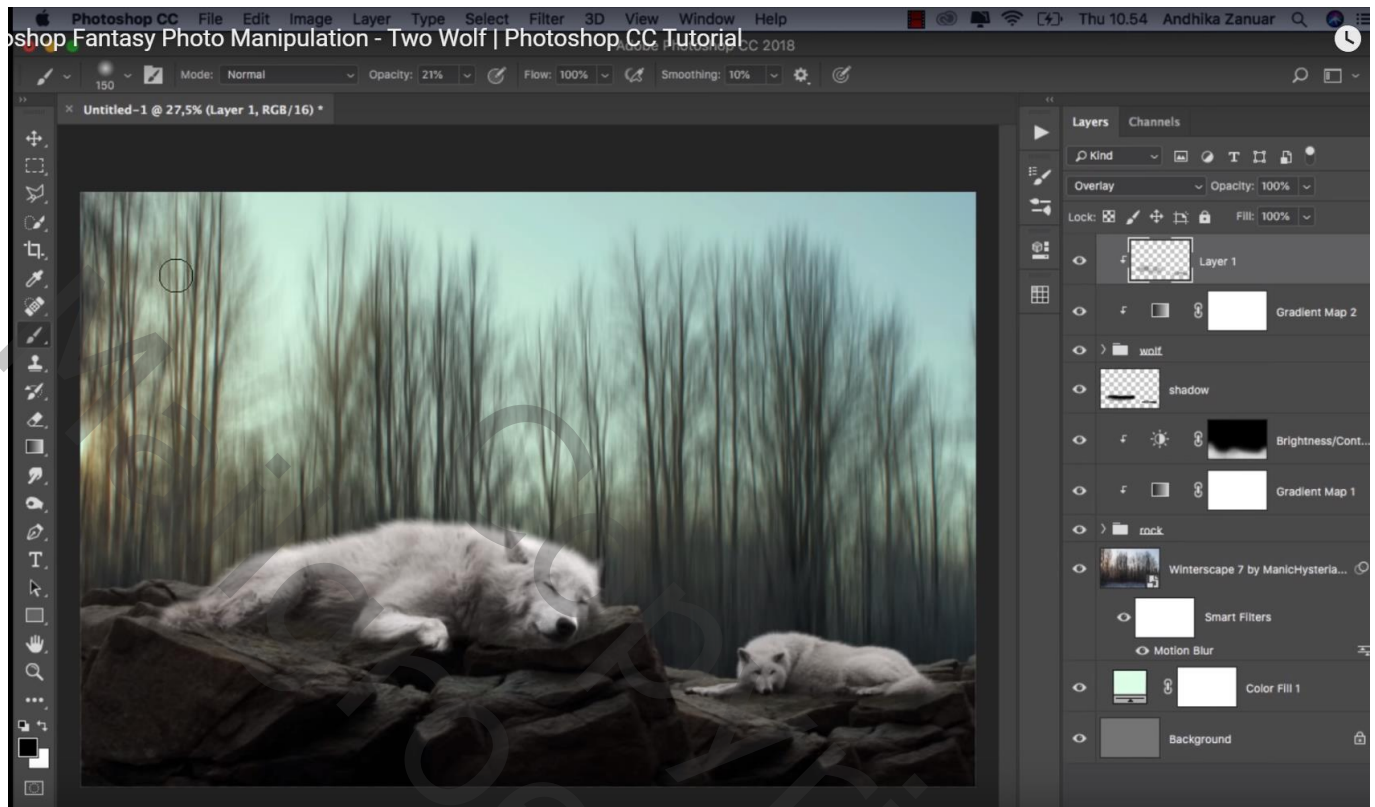 Photoshop CC File Edit Image Layer Type Select Filter 3D View Window Help Thu 10.54 Andhika Zanuar
oshop Fantasy Photo Manipulation - Two Wolf | Photoshop CC Tutorial
Adobe Photoshop CC 2018
150 Mode: Normal Opacity: 21% Flow: 100% Smoothing: 10%
× Untitled-1 @ 27,5% (Layer 1, RGB/16) *
Layers Channels
Kind
Overlay Opacity: 100%
Lock: Fill: 100%
Layer 1
Gradient Map 2
wolf
shadow
Brightness/Cont...
Gradient Map 1
rock
Winterscape 7 by ManicHysteria...
Smart Filters
Motion Blur
Color Fill 1
Background